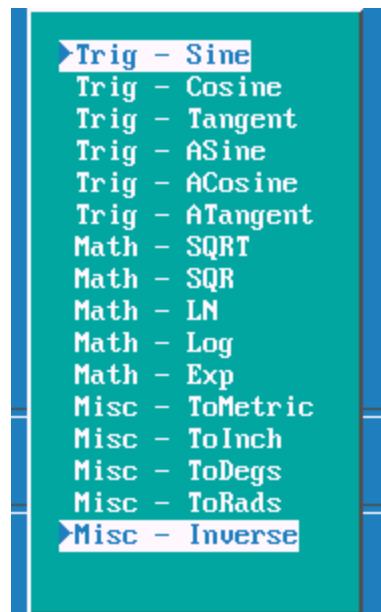 Trig - Sine
Trig - Cosine
Trig - Tangent
Trig - ASine
Trig - ACosine
Trig - ATangent
Math - SQRT
Math - SQR
Math - LN
Math - Log
Math - Exp
Misc - ToMetric
Misc - ToInch
Misc - ToDegs
Misc - ToRads
Misc - Inverse